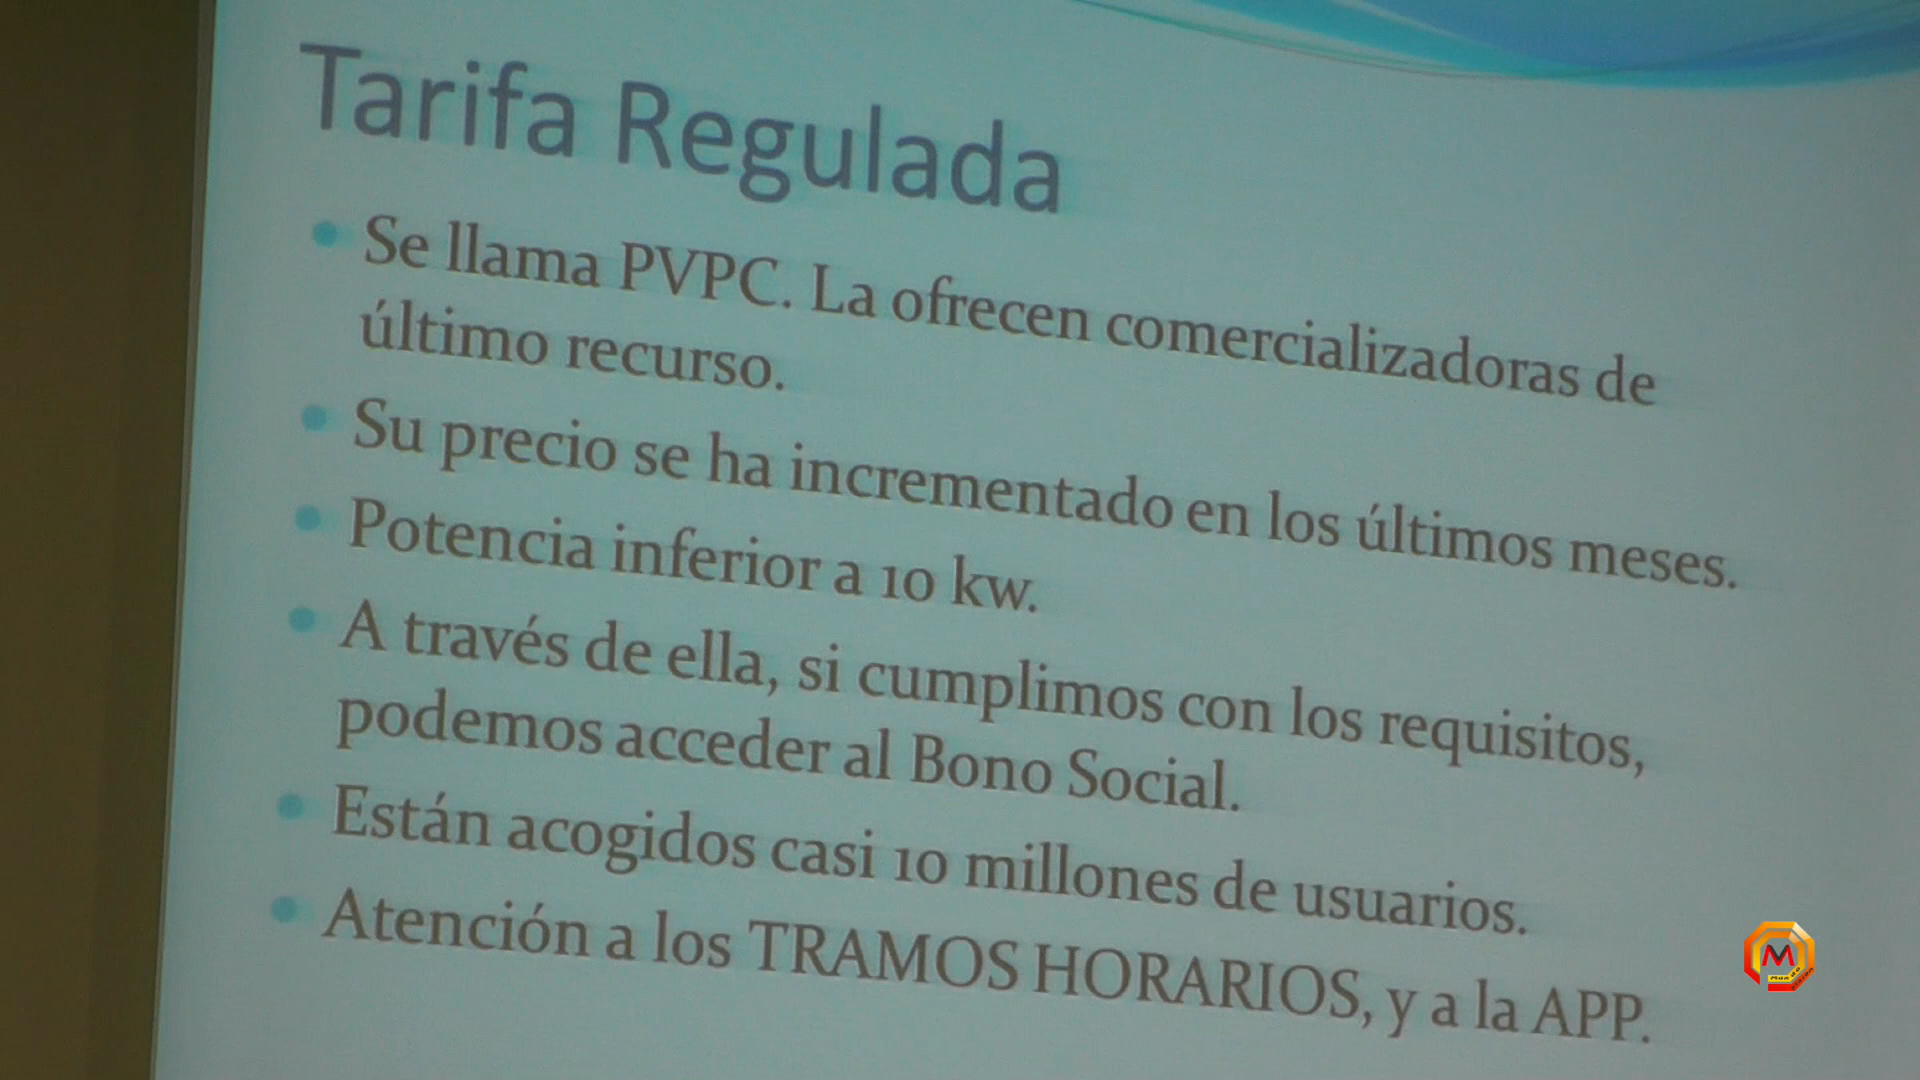 Tarifa Regulada
• Se llama PVPC. La ofrecen comercializadoras de
último recurso.
• Su precio se ha incrementado en los últimos meses.
• Potencia inferior a 10 kw.
• A través de ella, si cumplimos con los requisitos,
podemos acceder al Bono Social.
• Están acogidos casi 10 millones de usuarios.
• Atención a los TRAMOS HORARIOS, y a la APP.
M
Mundo